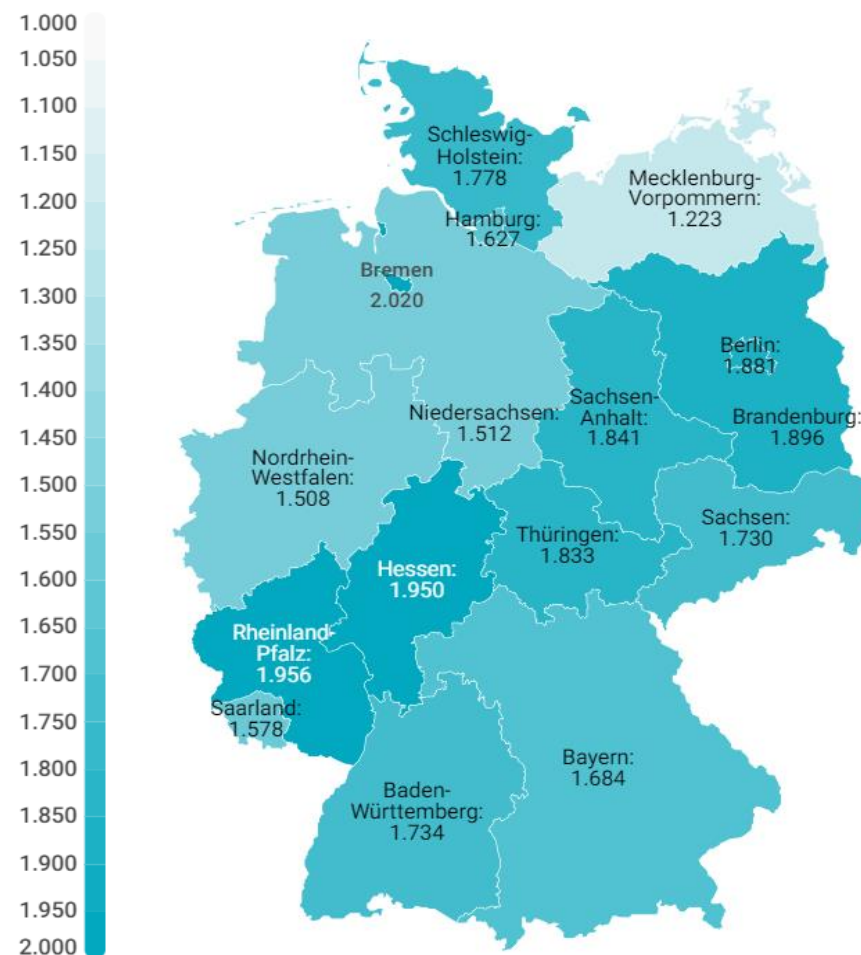 1.000
1.050
1.100
1.150
1.200
1.250
1.300
1.350
1.400
1.450
1.500
1.550
1.600
1.650
1.700
1.750
1.800
1.850
1.900
1.950
2.000
Schleswig-
Holstein:
1.778
Mecklenburg-
Vorpommern:
1.223
Hamburg:
1.627
Bremen
2.020
Berlin:
1.881
Brandenburg:
1.896
Sachsen-
Anhalt:
1.841
Niedersachsen:
1.512
Nordrhein-
Westfalen:
1.508
Sachsen:
1.730
Thüringen:
1.833
Hessen:
1.950
Rheinland-
Pfalz:
1.956
Saarland:
1.578
Bayern:
1.684
Baden-
Württemberg:
1.734